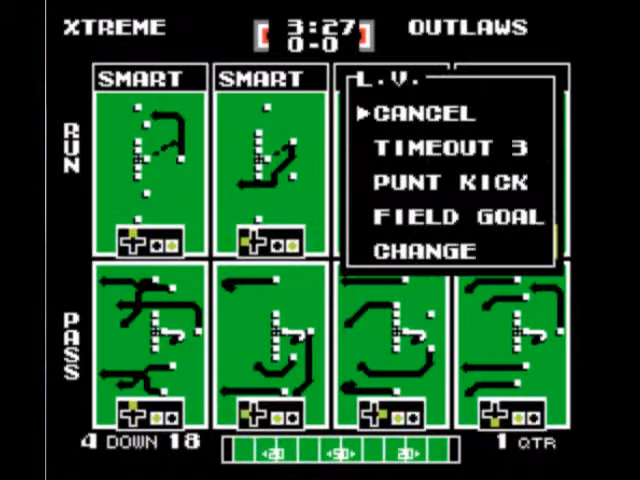 XTREME 3:27 OUTLAWS
0-0
SMART SMART L.V.
CANCEL
TIMEOUT 3
PUNT KICK
FIELD GOAL
CHANGE
RUN
PASS
4 DOWN 18 1 QTR
20 50 20